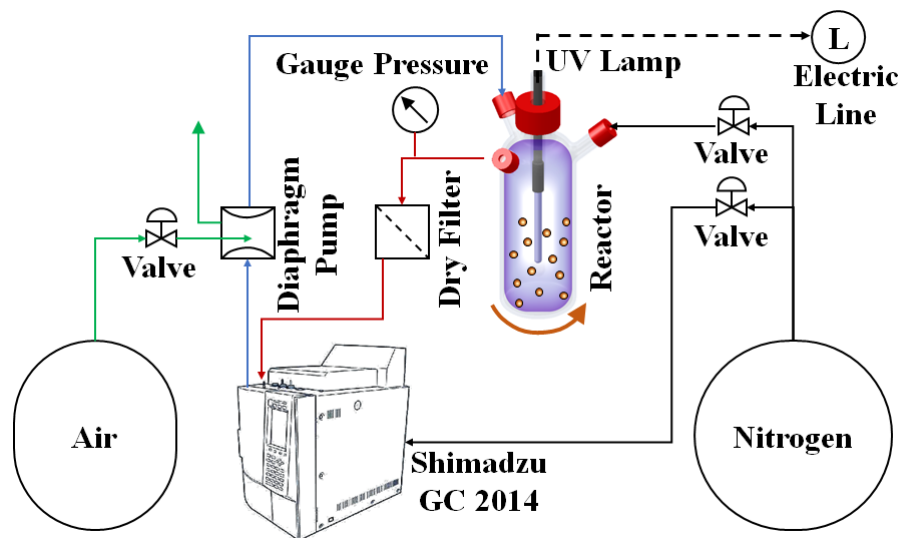 L
Gauge Pressure
UV Lamp
Electric
Line
Valve
Valve
Valve
Diaphragm
Pump
Dry Filter
Reactor
Air
Nitrogen
Shimadzu
GC 2014